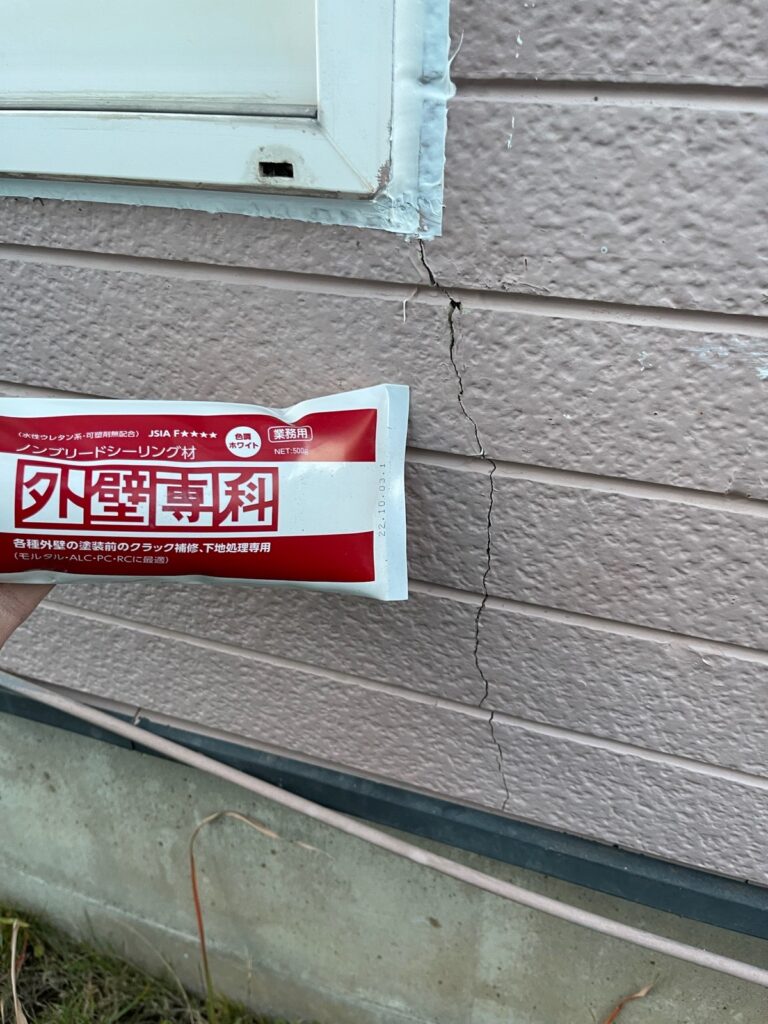 (水性ウレタン系・可塑剤無配合) JSIA F★★★★
ノンブリードシーリング材
色調
ホワイト
業務用
NET:500g
外壁専科
22.10.03.1
各種外壁の塗装前のクラック補修、下地処理専用
(モルタル・ALC・PC・RCに最適)